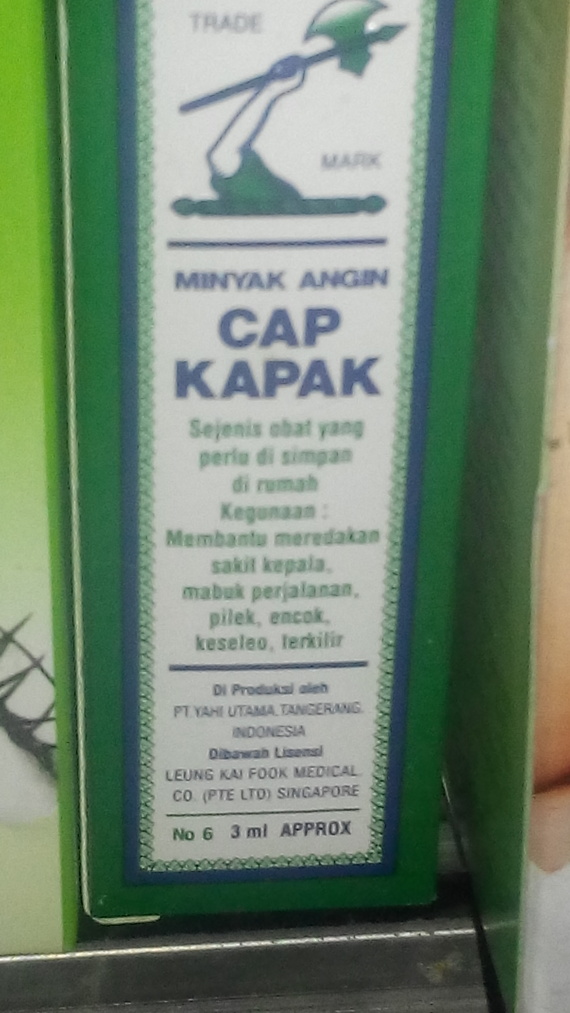 TRADE
MARK
MINYAK ANGIN
CAP
KAPAK
Sejenis obat yang
perlu di simpan
di rumah
Kegunaan :
Membantu meredakan
sakit kepala,
mabuk perjalanan,
pilek, encok,
keseleo, terkilir
Di Produksi oleh
PT.YAHI UTAMA,TANGERANG.
INDONESIA
Dibawah Lisensi
LEUNG KAI FOOK MEDICAL
CO. (PTE LTD) SINGAPORE
No 6 3 ml APPROX